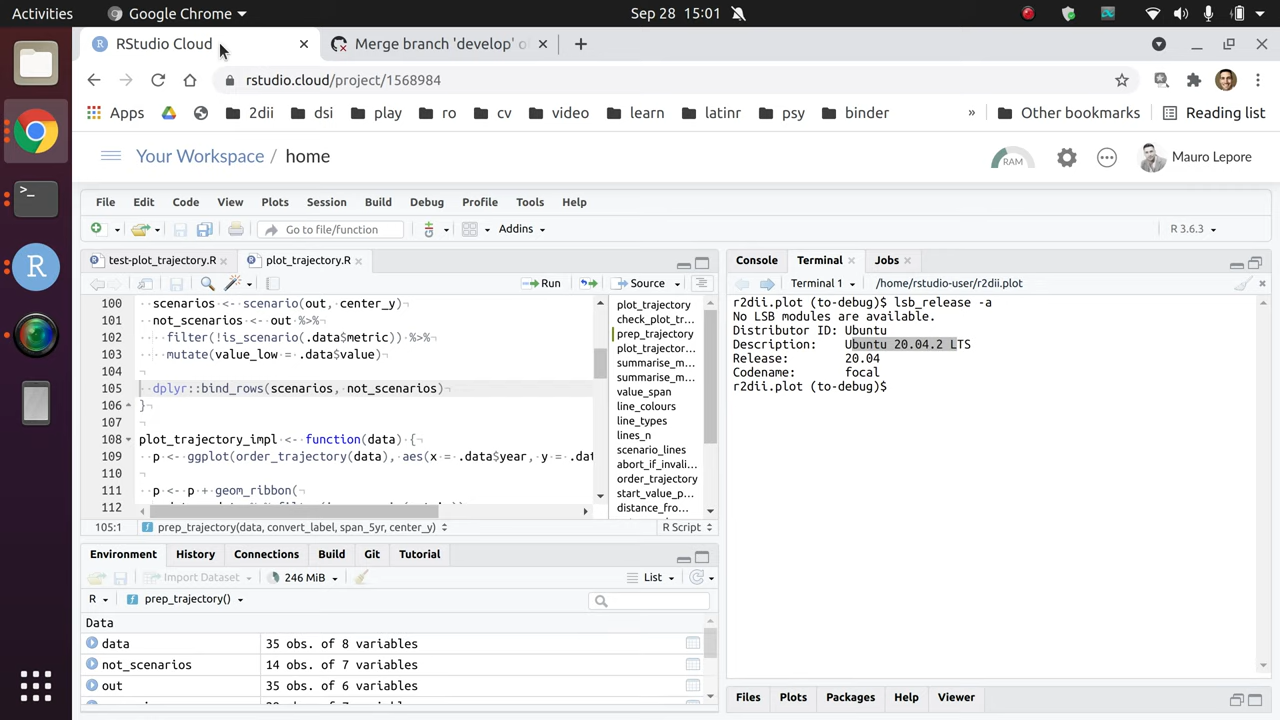 Activities
Google Chrome
Sep 28 15:01
RStudio Cloud
Merge branch 'develop' o
rstudio.cloud/project/1568984
Apps
2dii
dsi
play
ro
cv
video
learn
latinr
psy
binder
»
Other bookmarks
Reading list
Your Workspace / home
RAM
Mauro Lepore
File Edit Code View Plots Session Build Debug Profile Tools Help
Go to file/function
Addins
R 3.6.3
test-plot_trajectory.R
plot_trajectory.R
Run
Source
100 scenarios <- scenario(out, center_y)
101 not_scenarios <- out %>%
102 filter(!is_scenario(.data$metric)) %>%
103 mutate(value_low = .data$value)
104
105 dplyr::bind_rows(scenarios, not_scenarios)
106 }
107
108 plot_trajectory_impl <- function(data) {
109 p <- ggplot(order_trajectory(data), aes(x = .data$year, y = .dat
110
111 p <- p + geom_ribbon(
112
plot_trajectory
check_plot_tr...
prep_trajectory
plot_trajector...
summarise_m...
summarise_m...
value_span
line_colours
line_types
lines_n
scenario_lines
abort_if_invali...
order_trajectory
start_value_p...
distance_fro...
105:1
prep_trajectory(data, convert_label, span_5yr, center_y)
R Script
Environment History Connections Build Git Tutorial
Import Dataset
246 MiB
List
R
prep_trajectory()
Data
data 35 obs. of 8 variables
not_scenarios 14 obs. of 7 variables
out 35 obs. of 6 variables
Console Terminal Jobs
Terminal 1
/home/rstudio-user/r2dii.plot
r2dii.plot (to-debug)$ lsb_release -a
No LSB modules are available.
Distributor ID: Ubuntu
Description: Ubuntu 20.04.2 LTS
Release: 20.04
Codename: focal
r2dii.plot (to-debug)$
Files Plots Packages Help Viewer